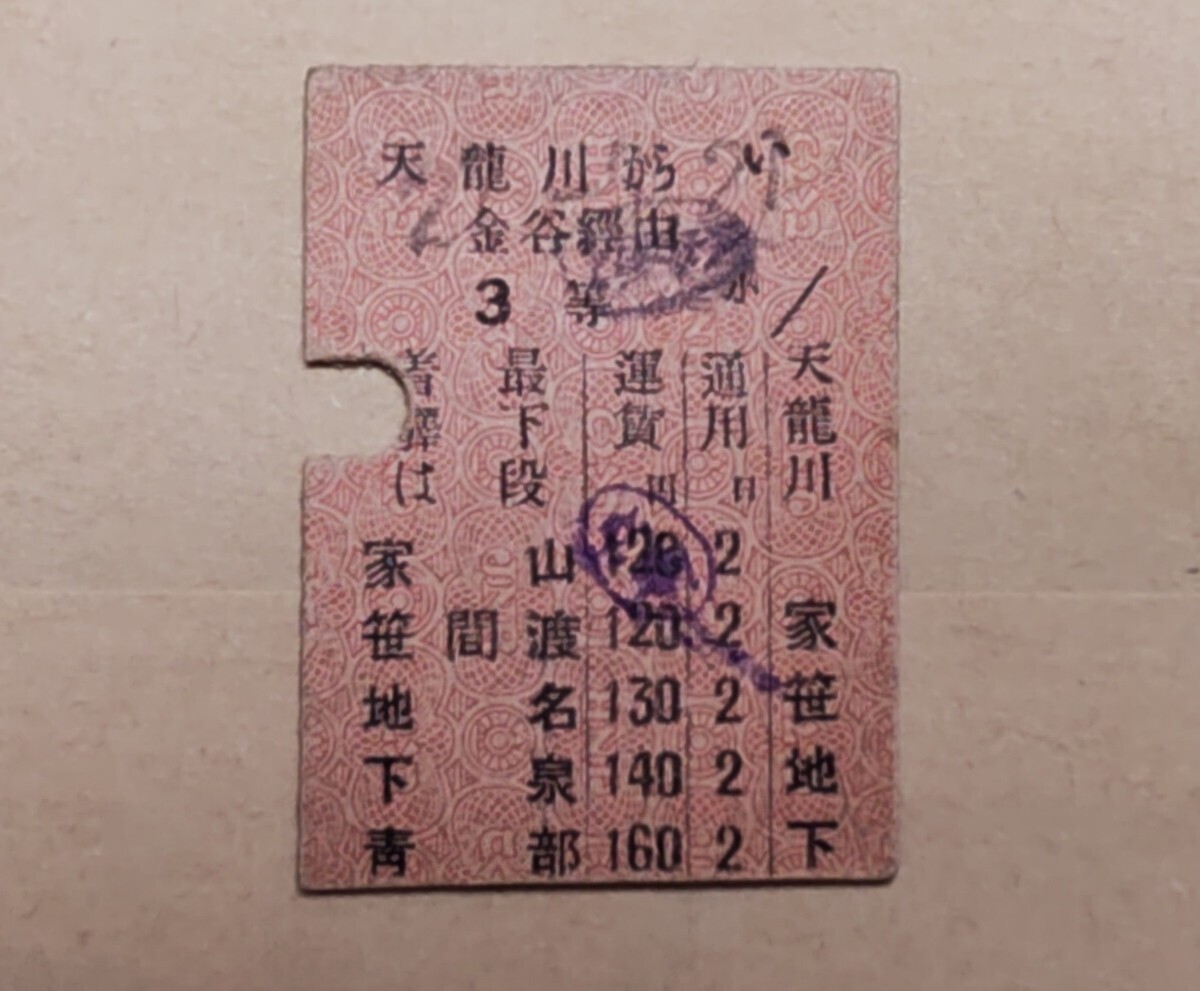 天龍川から
金谷經由
3等
着驛は最下段 運賃円 通用日 天龍川
家山 120 2
笹間渡 120 2 家
地名 130 2 笹
下泉 140 2 地
青部 160 2 下